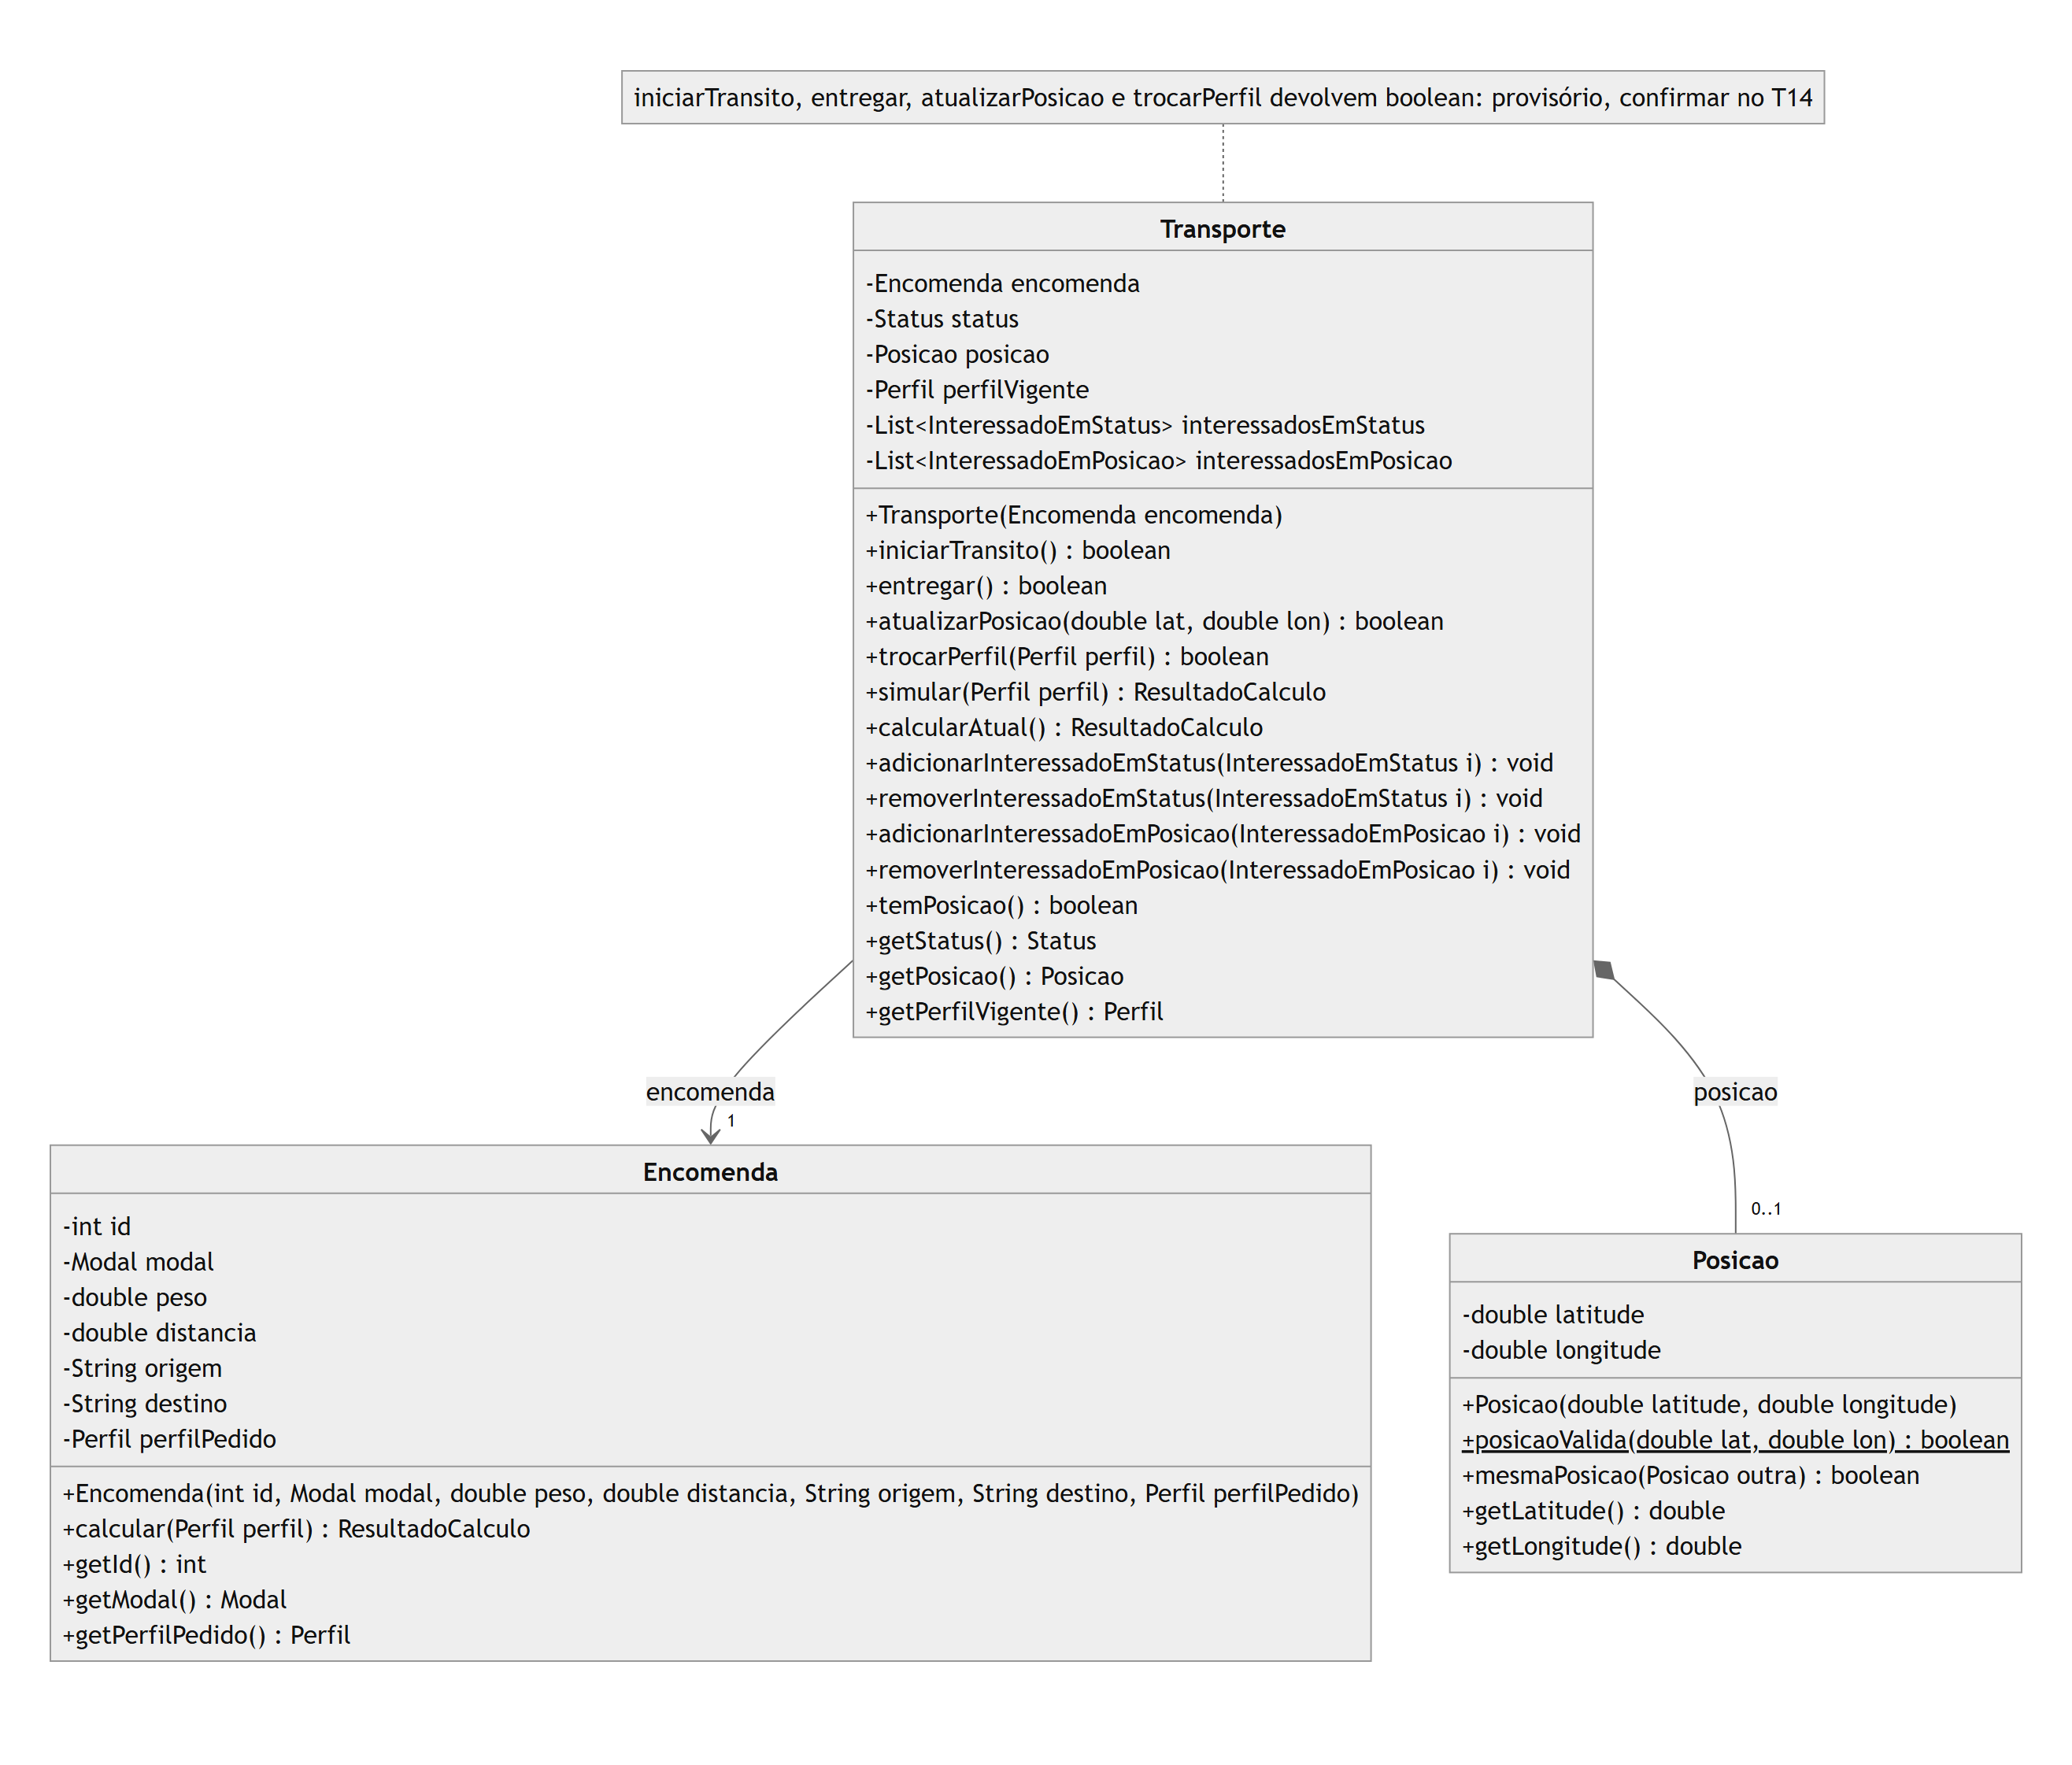 iniciarTransito, entregar, atualizarPosicao e trocarPerfil devolvem boolean: provisório, confirmar no T14
Transporte
-Encomenda encomenda
-Status status
-Posicao posicao
-Perfil perfilVigente
-List<InteressadoEmStatus> interessadosEmStatus
-List<InteressadoEmPosicao> interessadosEmPosicao
+Transporte(Encomenda encomenda)
+iniciarTransito() : boolean
+entregar() : boolean
+atualizarPosicao(double lat, double lon) : boolean
+trocarPerfil(Perfil perfil) : boolean
+simular(Perfil perfil) : ResultadoCalculo
+calcularAtual() : ResultadoCalculo
+adicionarInteressadoEmStatus(InteressadoEmStatus i) : void
+removerInteressadoEmStatus(InteressadoEmStatus i) : void
+adicionarInteressadoEmPosicao(InteressadoEmPosicao i) : void
+removerInteressadoEmPosicao(InteressadoEmPosicao i) : void
+temPosicao() : boolean
+getStatus() : Status
+getPosicao() : Posicao
+getPerfilVigente() : Perfil
encomenda
1
posicao
0..1
Encomenda
-int id
-Modal modal
-double peso
-double distancia
-String origem
-String destino
-Perfil perfilPedido
+Encomenda(int id, Modal modal, double peso, double distancia, String origem, String destino, Perfil perfilPedido)
+calcular(Perfil perfil) : ResultadoCalculo
+getId() : int
+getModal() : Modal
+getPerfilPedido() : Perfil
Posicao
-double latitude
-double longitude
+Posicao(double latitude, double longitude)
+posicaoValida(double lat, double lon) : boolean
+mesmaPosicao(Posicao outra) : boolean
+getLatitude() : double
+getLongitude() : double